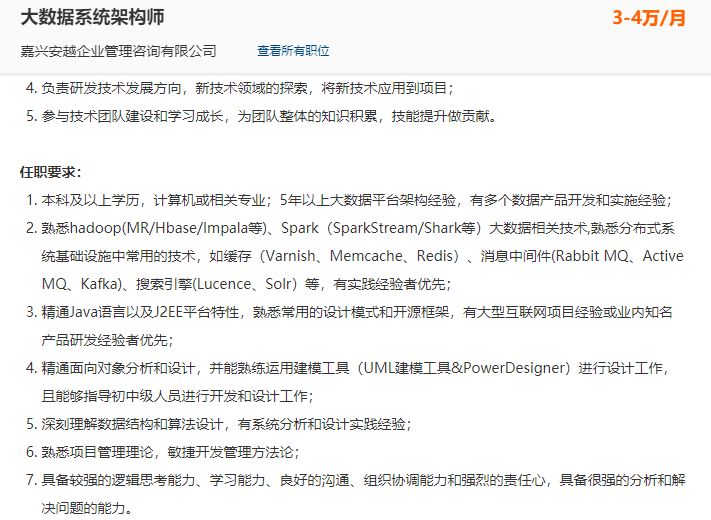 大数据系统架构师
3-4万/月
嘉兴安越企业管理咨询有限公司 查看所有职位
4. 负责研发技术发展方向，新技术领域的探索，将新技术应用到项目；
5. 参与技术团队建设和学习成长，为团队整体的知识积累，技能提升做贡献。
任职要求：
1. 本科及以上学历，计算机或相关专业；5年以上大数据平台架构经验，有多个数据产品开发和实施经验；
2. 熟悉hadoop(MR/Hbase/Impala等)、Spark（SparkStream/Shark等）大数据相关技术,熟悉分布式系
统基础设施中常用的技术，如缓存（Varnish、Memcache、Redis）、消息中间件(Rabbit MQ、Active
MQ、Kafka)、搜索引擎(Lucence、Solr）等，有实践经验者优先；
3. 精通Java语言以及J2EE平台特性，熟悉常用的设计模式和开源框架，有大型互联网项目经验或业内知名
产品研发经验者优先；
4. 精通面向对象分析和设计，并能熟练运用建模工具（UML建模工具&PowerDesigner）进行设计工作，
且能够指导初中级人员进行开发和设计工作；
5. 深刻理解数据结构和算法设计，有系统分析和设计实践经验；
6. 熟悉项目管理理论，敏捷开发管理方法论；
7. 具备较强的逻辑思考能力、学习能力、良好的沟通、组织协调能力和强烈的责任心，具备很强的分析和解
决问题的能力。